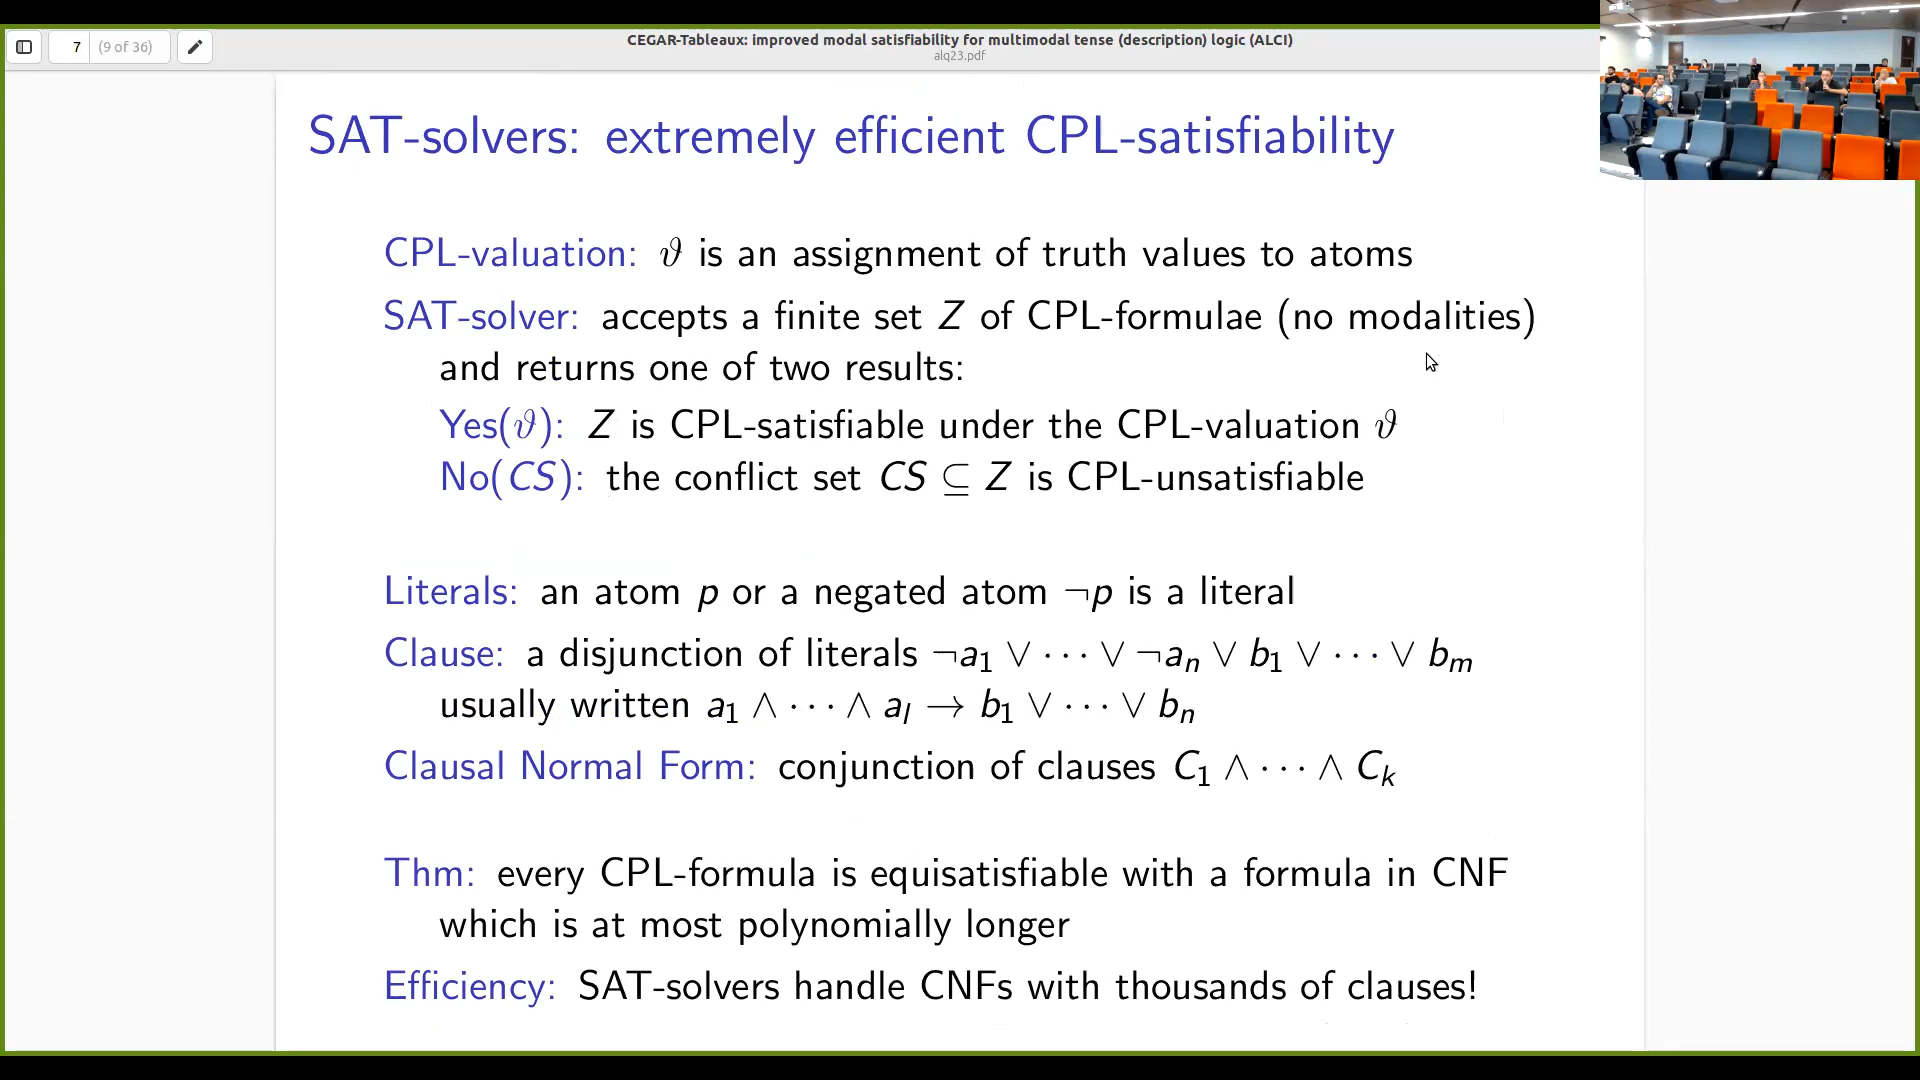 7 (9 of 36)
CEGAR-Tableaux: improved modal satisfiability for multimodal tense (description) logic (ALCI)
alq23.pdf
SAT-solvers: extremely efficient CPL-satisfiability
CPL-valuation: ϑ is an assignment of truth values to atoms
SAT-solver: accepts a finite set Z of CPL-formulae (no modalities)
and returns one of two results:
Yes(ϑ): Z is CPL-satisfiable under the CPL-valuation ϑ
No(CS): the conflict set CS ⊆ Z is CPL-unsatisfiable
Literals: an atom p or a negated atom ¬p is a literal
Clause: a disjunction of literals ¬a₁ ∨ ⋯ ∨ ¬aₙ ∨ b₁ ∨ ⋯ ∨ bₘ
usually written a₁ ∧ ⋯ ∧ aₗ → b₁ ∨ ⋯ ∨ bₙ
Clausal Normal Form: conjunction of clauses C₁ ∧ ⋯ ∧ Cₖ
Thm: every CPL-formula is equisatisfiable with a formula in CNF
which is at most polynomially longer
Efficiency: SAT-solvers handle CNFs with thousands of clauses!